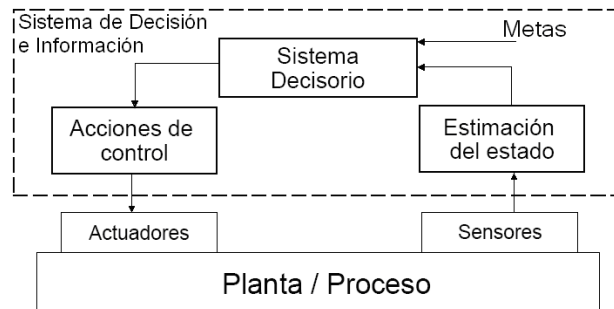 Sistema de Decisión
e Información
Metas
Sistema
Decisorio
Acciones de
control
Estimación
del estado
Actuadores
Sensores
Planta / Proceso